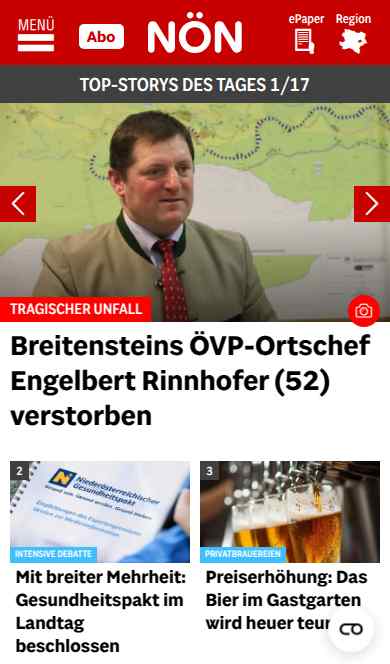 MENÜ
Abo
NÖN
ePaper
Region
TOP-STORYS DES TAGES 1/17
TRAGISCHER UNFALL
Breitensteins ÖVP-Ortschef
Engelbert Rinnhofer (52)
verstorben
2
Niederösterreichischer
Gesundheitspakt
INTENSIVE DEBATTE
Mit breiter Mehrheit:
Gesundheitspakt im
Landtag
beschlossen
3
PRIVATBRAUEREIEN
Preiserhöhung: Das
Bier im Gastgarten
wird heuer